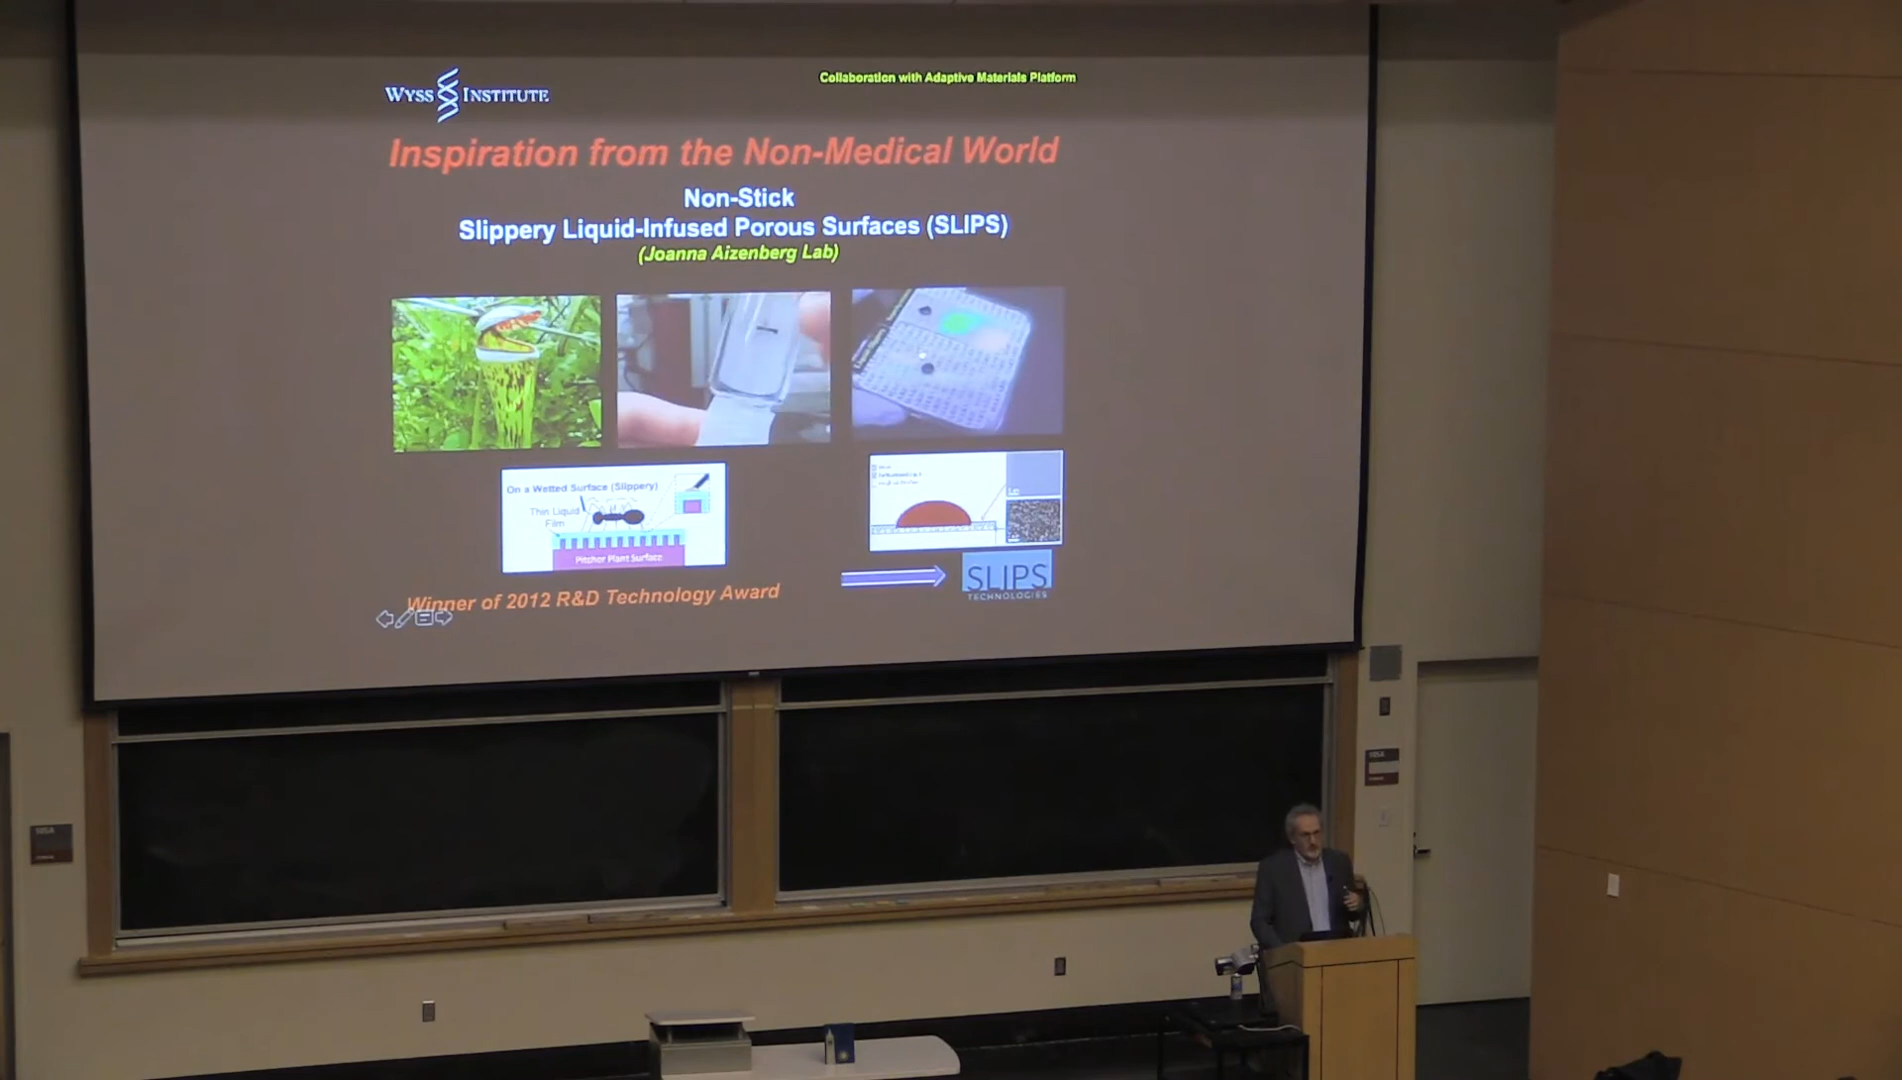 WYSS INSTITUTE
Collaboration with Adaptive Materials Platform
Inspiration from the Non-Medical World
Non-Stick
Slippery Liquid-Infused Porous Surfaces (SLIPS)
(Joanna Aizenberg Lab)
On a Wetted Surface (Slippery)
Thin Liquid
Film
Pitcher Plant Surface
SLIPS
TECHNOLOGIES
Winner of 2012 R&D Technology Award